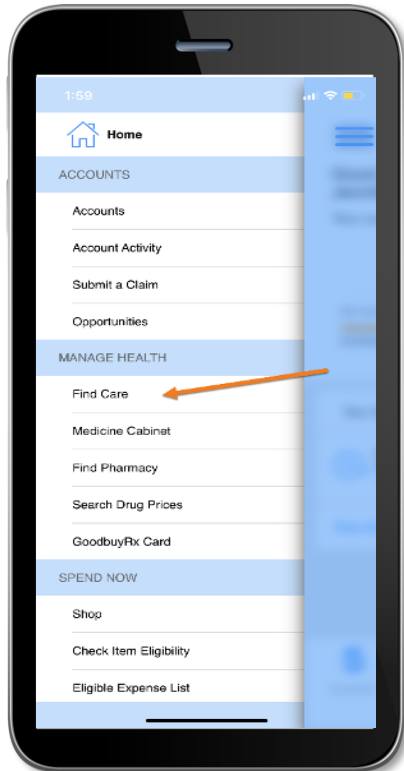 1:59
Home
ACCOUNTS
Accounts
Account Activity
Submit a Claim
Opportunities
MANAGE HEALTH
Find Care
Medicine Cabinet
Find Pharmacy
Search Drug Prices
GoodbuyRx Card
SPEND NOW
Shop
Check Item Eligibility
Eligible Expense List